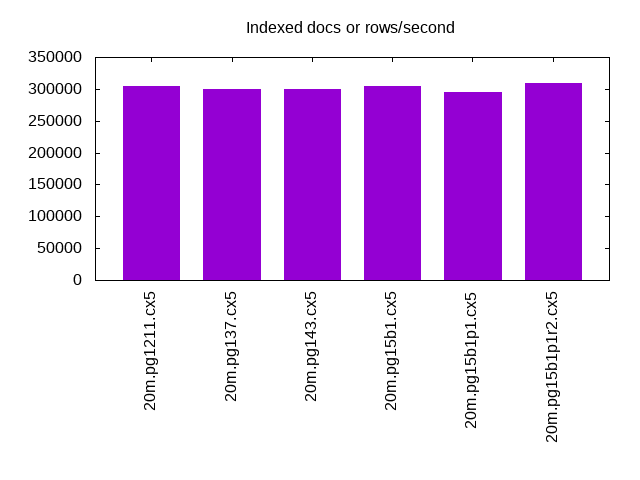 Indexed docs or rows/second
350000
300000
250000
200000
150000
100000
50000
0
20m.pg1211.cx5
20m.pg137.cx5
20m.pg143.cx5
20m.pg15b1.cx5
20m.pg15b1p1.cx5
20m.pg15b1p1r2.cx5